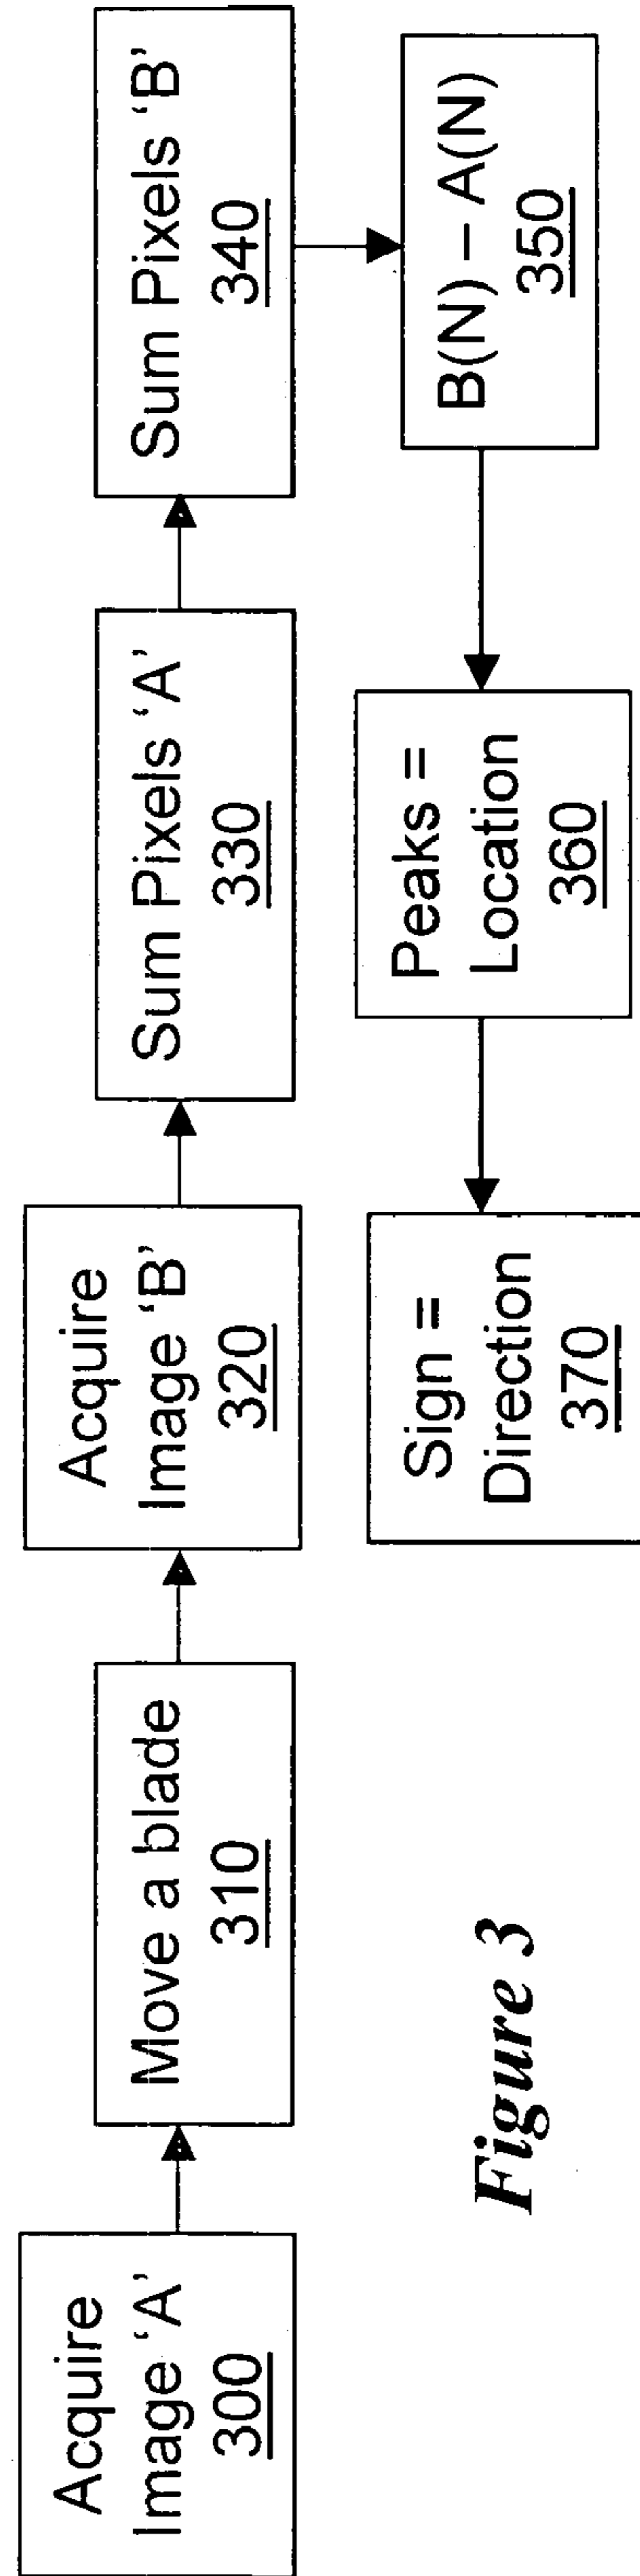 Acquire
Image ‘A’
300
Move a blade
310
Acquire
Image ‘B’
320
Sum Pixels ‘A’
330
Sum Pixels ‘B’
340
B(N) – A(N)
350
Peaks =
Location
360
Sign =
Direction
370
Figure 3